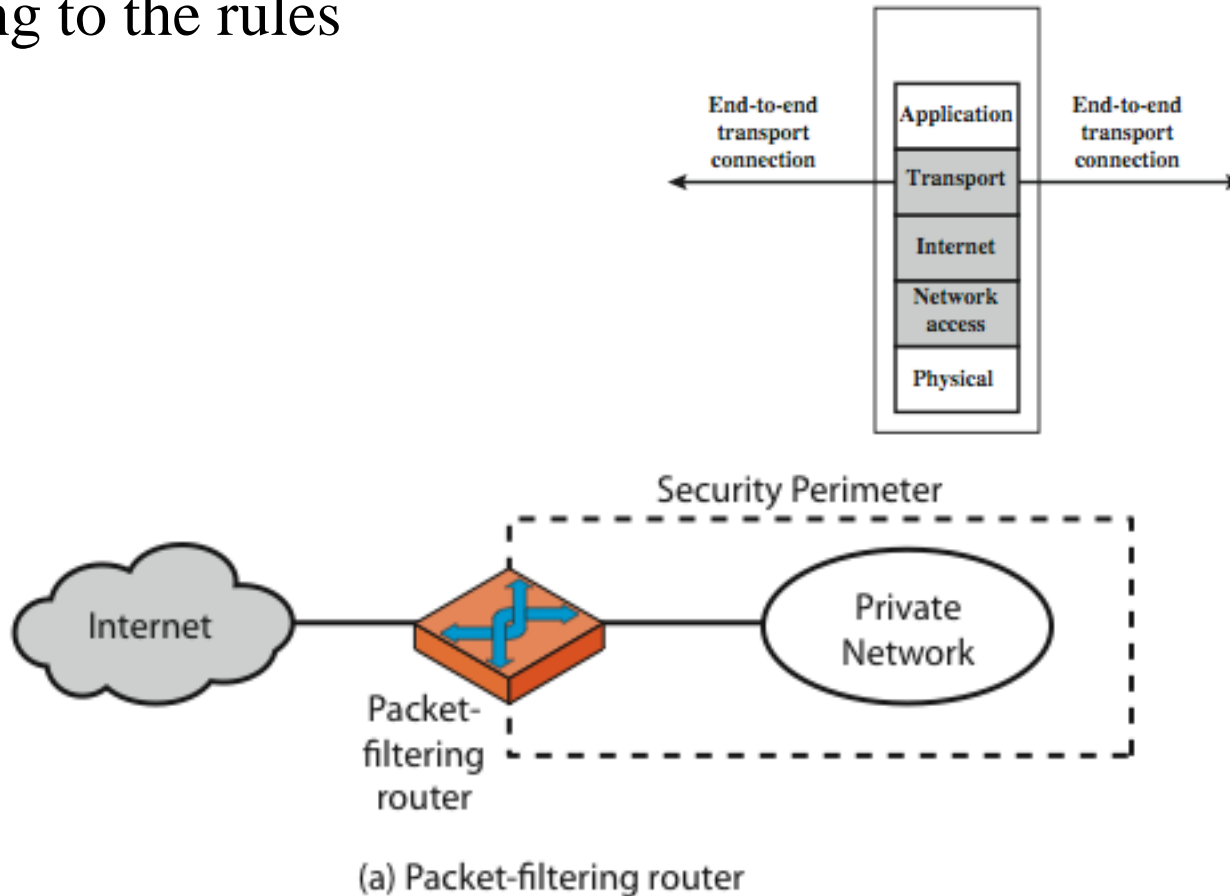 to the rules
End-to-end
transport
connection
Application
Transport
Internet
Network
access
Physical
End-to-end
transport
connection
Security Perimeter
Internet
Packet-
filtering
router
Private
Network
(a) Packet-filtering router